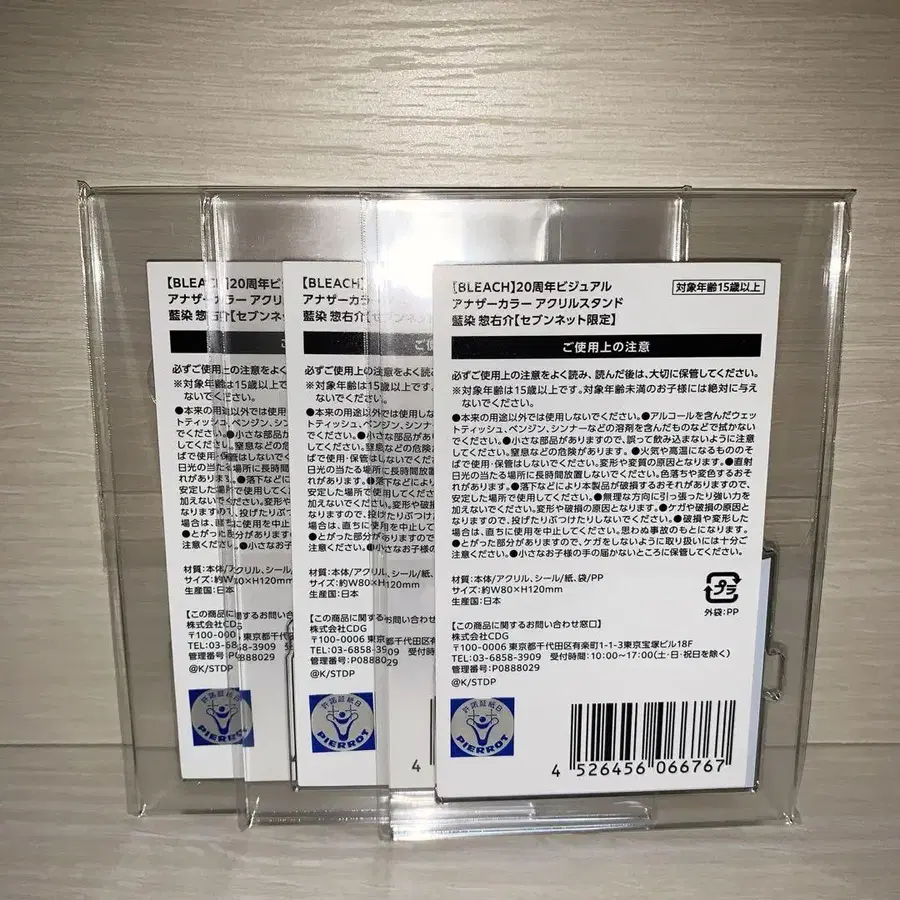 【BLEACH】20周年ビジュアル
アナザーカラー アクリルスタンド
藍染 惣右介【セブンネット限定】
対象年齢15歳以上
ご使用上の注意
必ずご使用上の注意をよく読み、読んだ後は、大切に保管してください。
※対象年齢は15歳以上です。対象年齢未満のお子様には絶対に与え
ないでください。
●本来の用途以外では使用しないでください。●アルコールを含んだウェッ
トティッシュ、ベンジン、シンナーなどの溶剤を含んだものなどで拭かない
でください。●小さな部品がありますので、誤って飲み込まないように注意
してください。窒息などの危険があります。●火気や高温になるもののそ
ばで使用・保管はしないでください。変形や変質の原因となります。●直射
日光の当たる場所に長時間放置しないでください。色落ちや変色するおそ
れがあります。●落下などにより本製品が破損するおそれがありますので、
安定した場所で使用してください。●無理な方向に引っ張ったり強い力を
加えないでください。変形や破損の原因となります。●ケガや破損の原因と
なりますので、投げたりぶつけたりしないでください。●破損や変形した
場合は、直ちに使用を中止してください。思わぬ事故のもとになります。
●とがった部分がありますので、ケガをしないように取り扱いには十分ご
注意ください。●小さなお子様の手の届かないところに保管してください。
材質:本体/アクリル、シール/紙、袋/PP
サイズ:約W80×H120mm
生産国:日本
プラ
外袋:PP
【この商品に関するお問い合わせ窓口】
株式会社CDG
〒100-0006 東京都千代田区有楽町1-1-3東京宝塚ビル18F
TEL:03-6858-3909 受付時間:10:00~17:00(土・日・祝日を除く)
管理番号:P0888029
@K/STDP
許諾証紙B
PIERROT
4 526456 066767